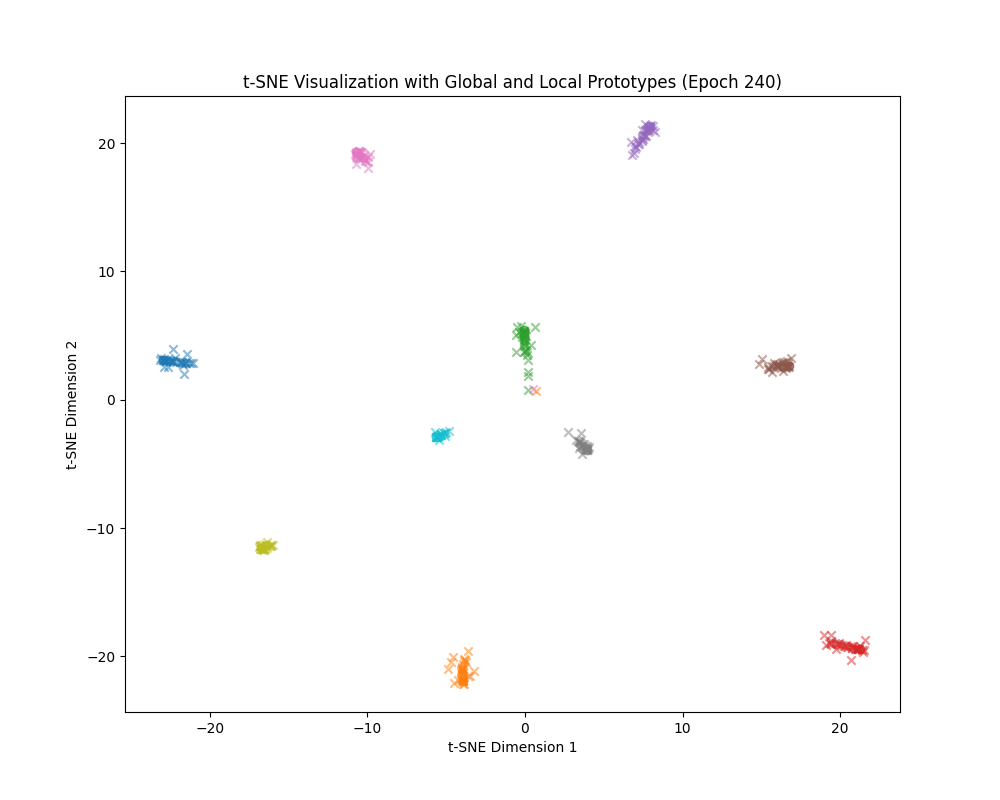 t-SNE Visualization with Global and Local Prototypes (Epoch 240)
20
10
0
−10
−20
t-SNE Dimension 2
−20 −10 0 10 20
t-SNE Dimension 1